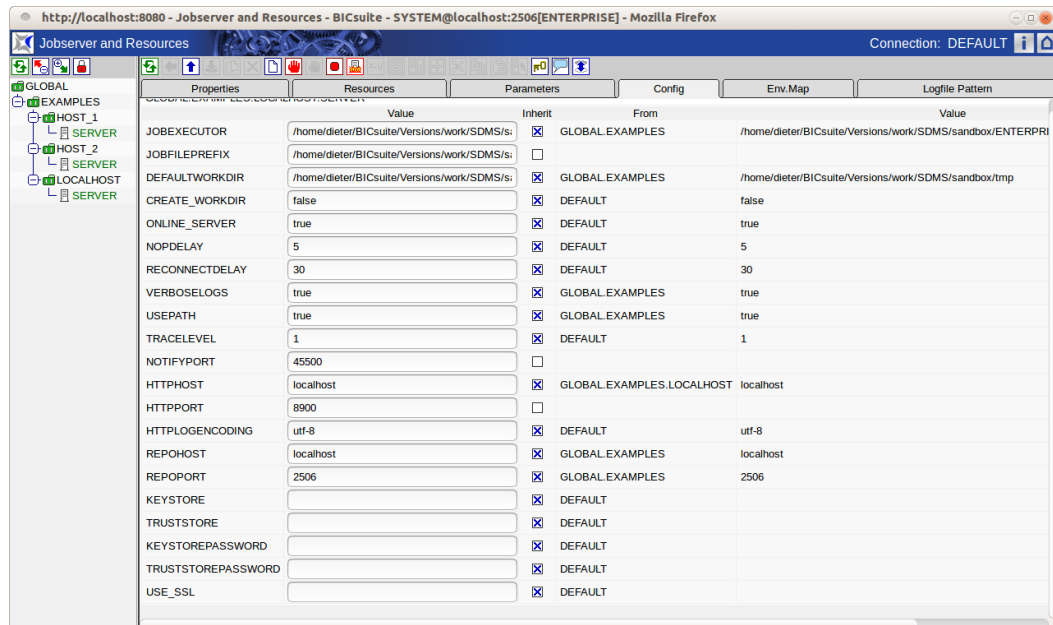 http://localhost:8080 - Jobserver and Resources - BICsuite - SYSTEM@localhost:2506[ENTERPRISE] - Mozilla Firefox
Jobserver and Resources Connection: DEFAULT
GLOBAL
EXAMPLES
HOST_1
SERVER
HOST_2
SERVER
LOCALHOST
SERVER
Properties Resources Parameters Config Env.Map Logfile Pattern
GLOBAL.EXAMPLES.LOCALHOST.SERVER
Value Inherit From Value
JOBEXECUTOR /home/dieter/BICsuite/Versions/work/SDMS/sa GLOBAL.EXAMPLES /home/dieter/BICsuite/Versions/work/SDMS/sandbox/ENTERPRI
JOBFILEPREFIX /home/dieter/BICsuite/Versions/work/SDMS/sa
DEFAULTWORKDIR /home/dieter/BICsuite/Versions/work/SDMS/sa GLOBAL.EXAMPLES /home/dieter/BICsuite/Versions/work/SDMS/sandbox/tmp
CREATE_WORKDIR false DEFAULT false
ONLINE_SERVER true DEFAULT true
NOPDELAY 5 DEFAULT 5
RECONNECTDELAY 30 DEFAULT 30
VERBOSELOGS true GLOBAL.EXAMPLES true
USEPATH true GLOBAL.EXAMPLES true
TRACELEVEL 1 DEFAULT 1
NOTIFYPORT 45500
HTTPHOST localhost GLOBAL.EXAMPLES.LOCALHOST localhost
HTTPPORT 8900
HTTPLOGENCODING utf-8 DEFAULT utf-8
REPOHOST localhost GLOBAL.EXAMPLES localhost
REPOPORT 2506 GLOBAL.EXAMPLES 2506
KEYSTORE DEFAULT
TRUSTSTORE DEFAULT
KEYSTOREPASSWORD DEFAULT
TRUSTSTOREPASSWORD DEFAULT
USE_SSL DEFAULT